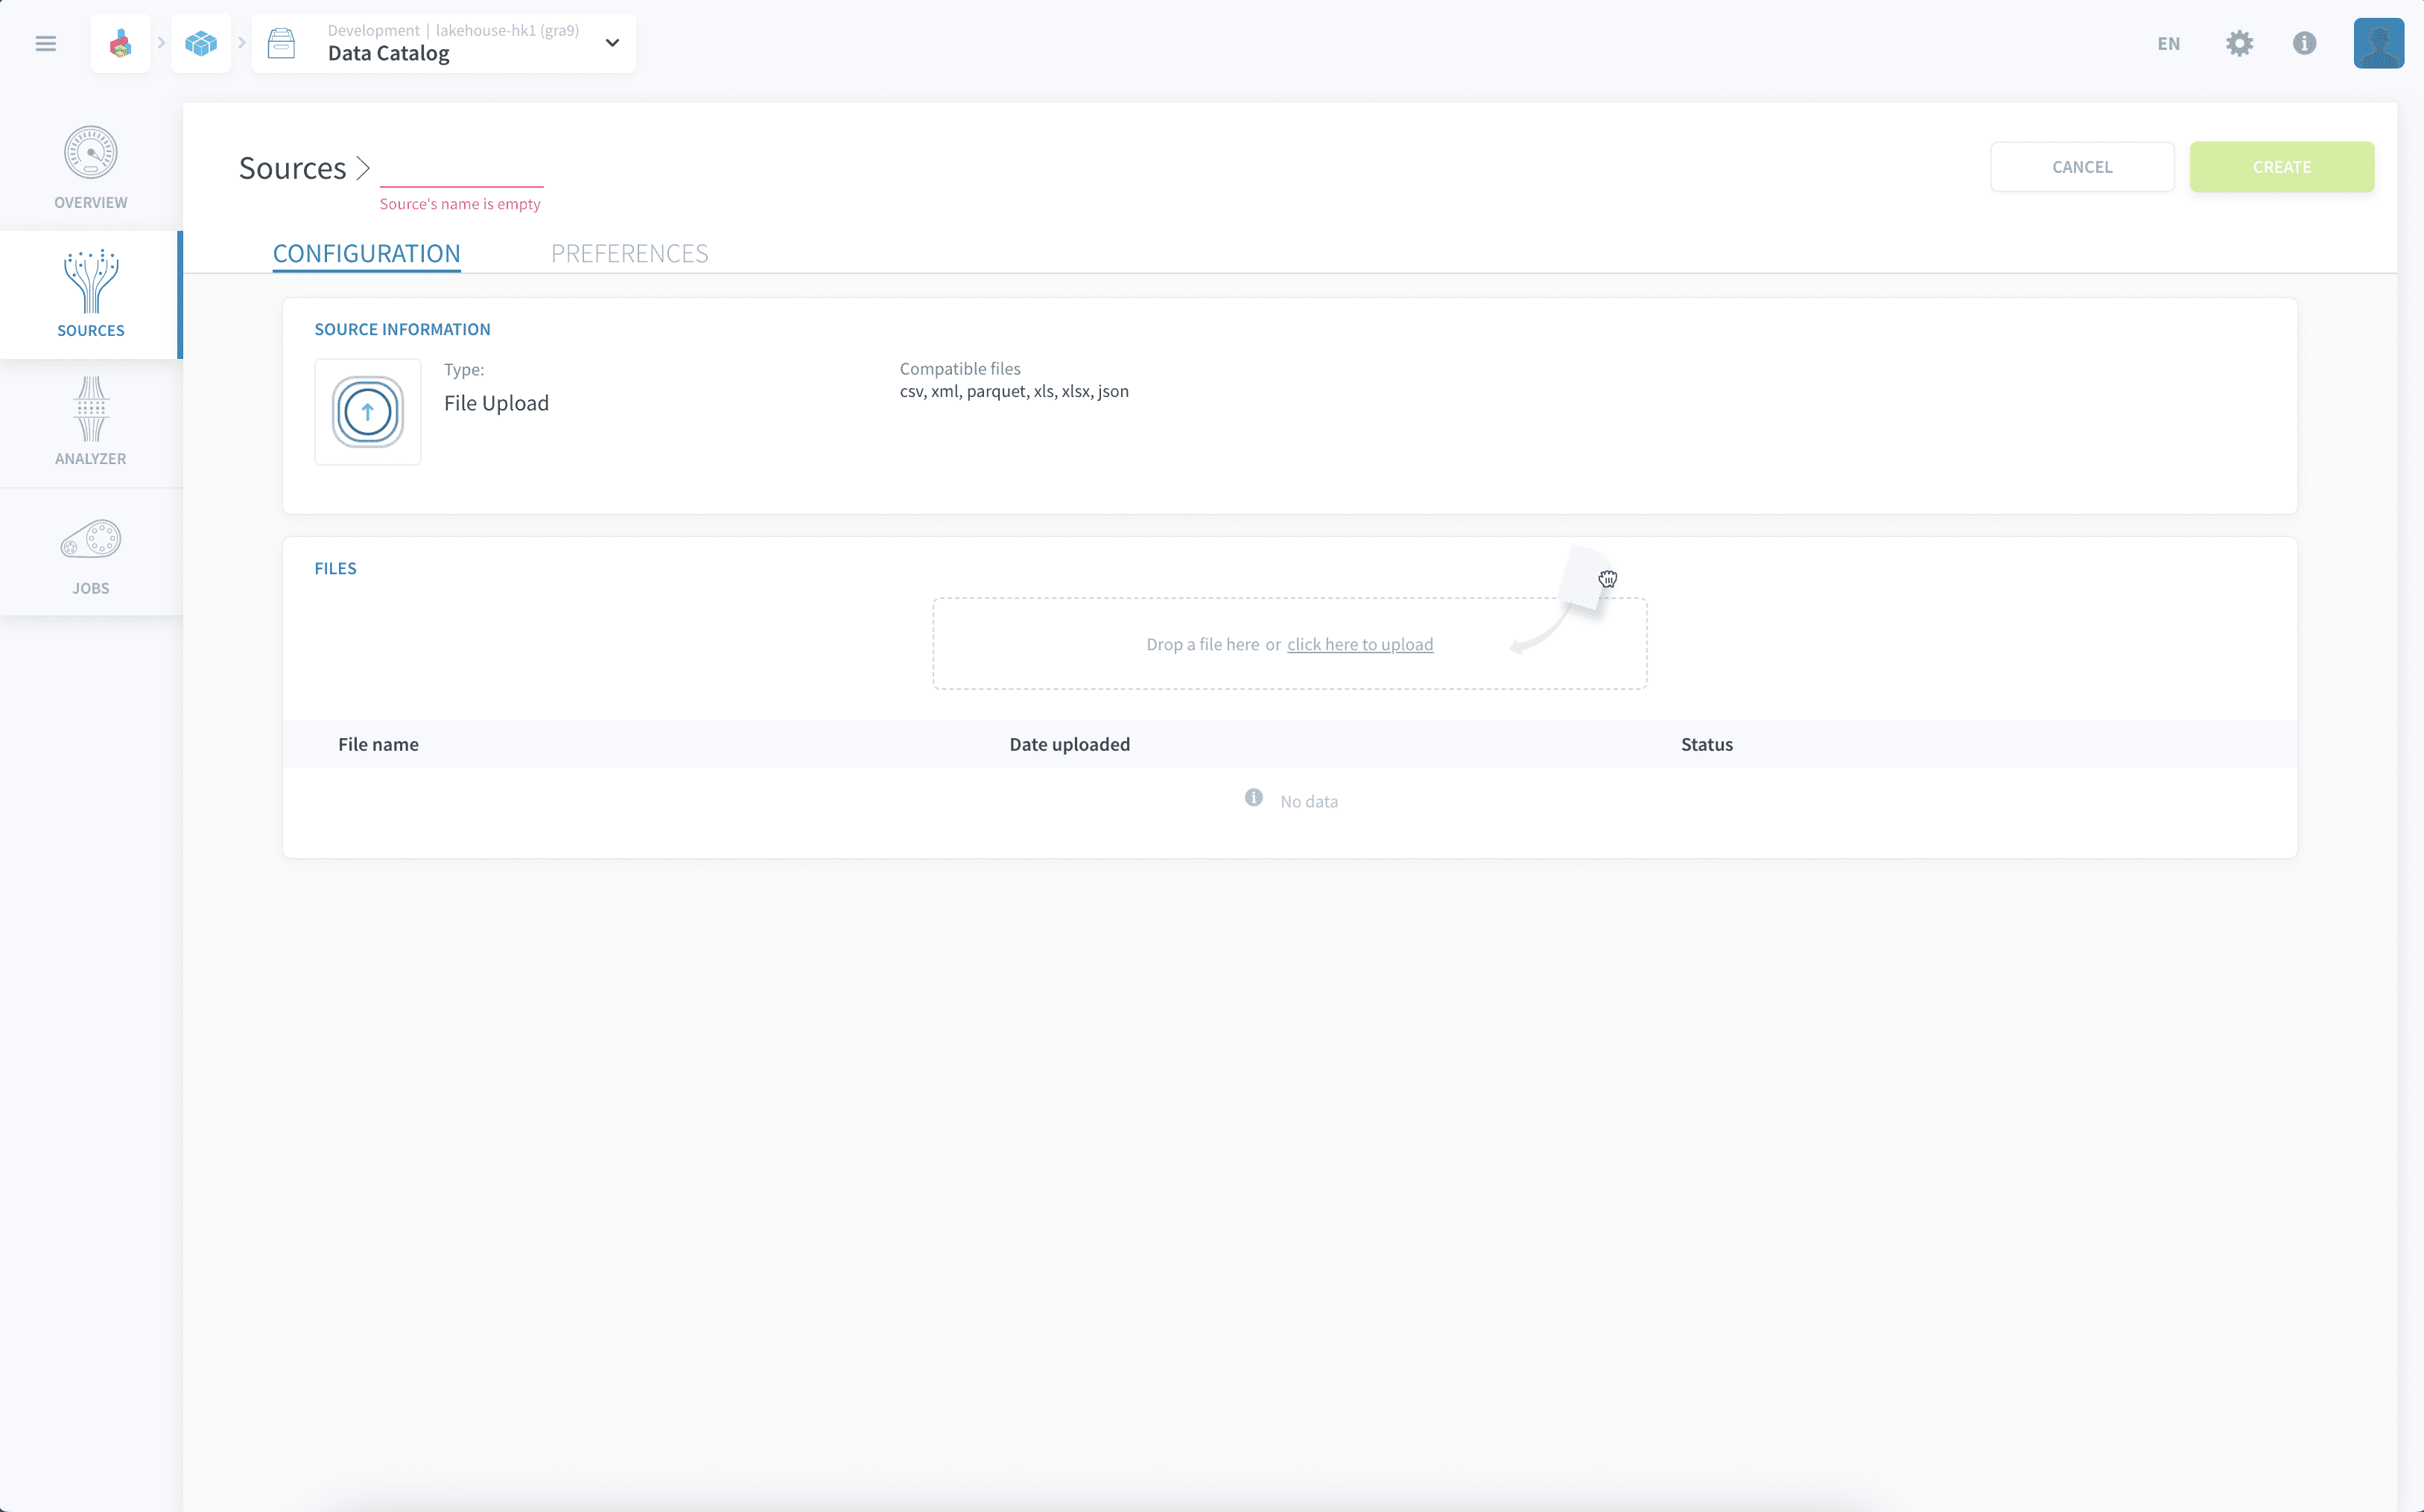 Development | lakehouse-hk1 (gra9)
Data Catalog
EN
OVERVIEW
SOURCES
ANALYZER
JOBS
Sources >
Source's name is empty
CANCEL
CREATE
CONFIGURATION
PREFERENCES
SOURCE INFORMATION
Type:
File Upload
Compatible files
csv, xml, parquet, xls, xlsx, json
FILES
Drop a file here or click here to upload
File name
Date uploaded
Status
No data